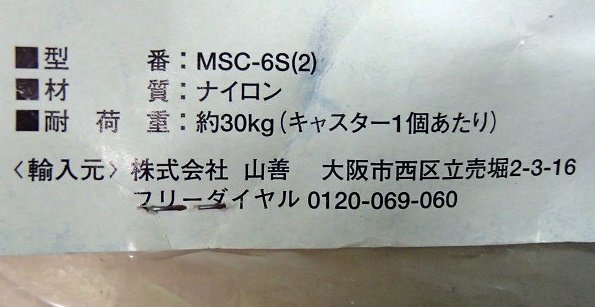 ■型　　番：MSC-6S(2)
■材　　質：ナイロン
■耐 荷 重：約30kg（キャスター1個あたり）
〈輸入元〉株式会社 山善　大阪市西区立売堀2-3-16
フリーダイヤル 0120-069-060